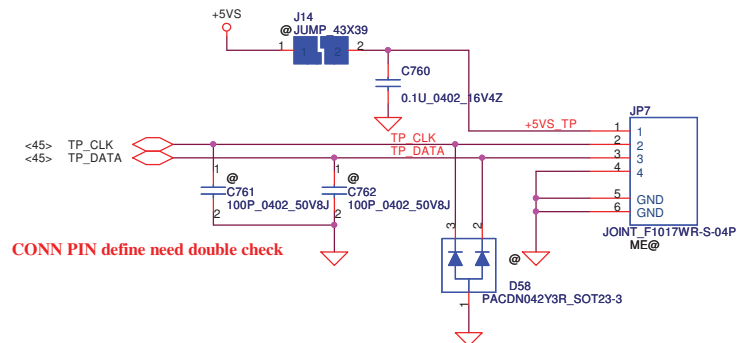 +5VS
J14
@ JUMP_43X39
1 1 2 2
C760
0.1U_0402_16V4Z
JP7
+5VS_TP 1 1
<45> TP_CLK TP_CLK 2 2
<45> TP_DATA TP_DATA 3 3
4 4
5 GND
6 GND
JOINT_F1017WR-S-04P
ME@
1 @
C761
100P_0402_50V8J
2
1 @
C762
100P_0402_50V8J
2
CONN PIN define need double check
3 2
@
D58
PACDN042Y3R_SOT23-3
1